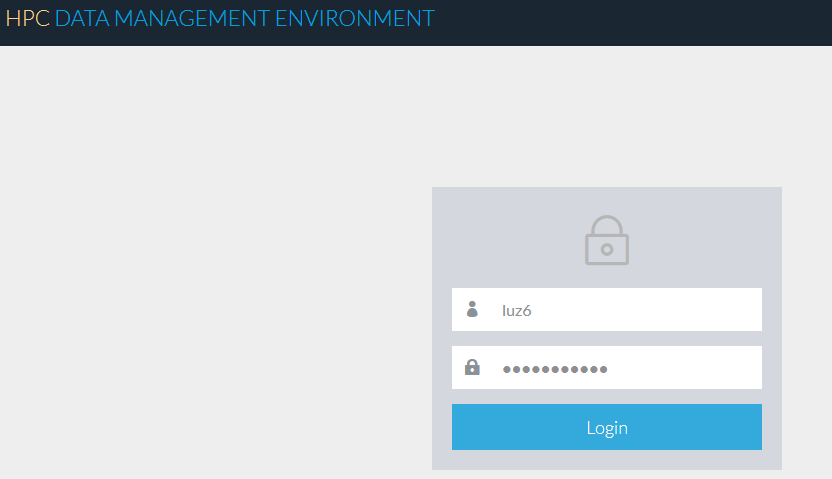 HPC DATA MANAGEMENT ENVIRONMENT
luz6
•••••••••••
Login